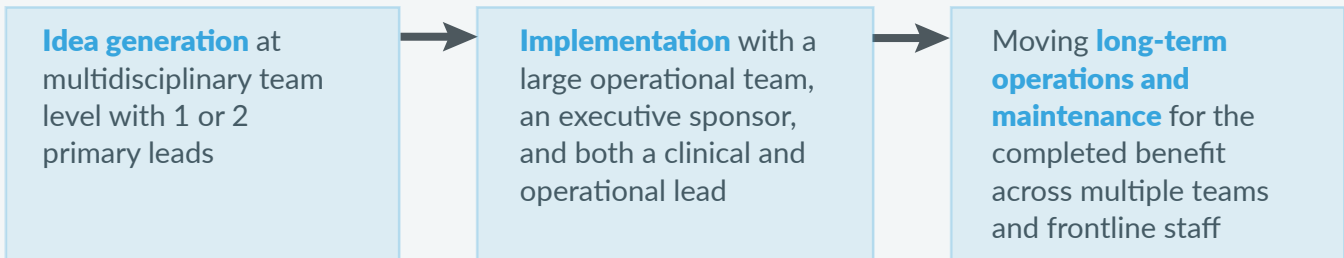 Idea generation at
multidisciplinary team
level with 1 or 2
primary leads
Implementation with a
large operational team,
an executive sponsor,
and both a clinical and
operational lead
Moving long-term
operations and
maintenance for the
completed benefit
across multiple teams
and frontline staff